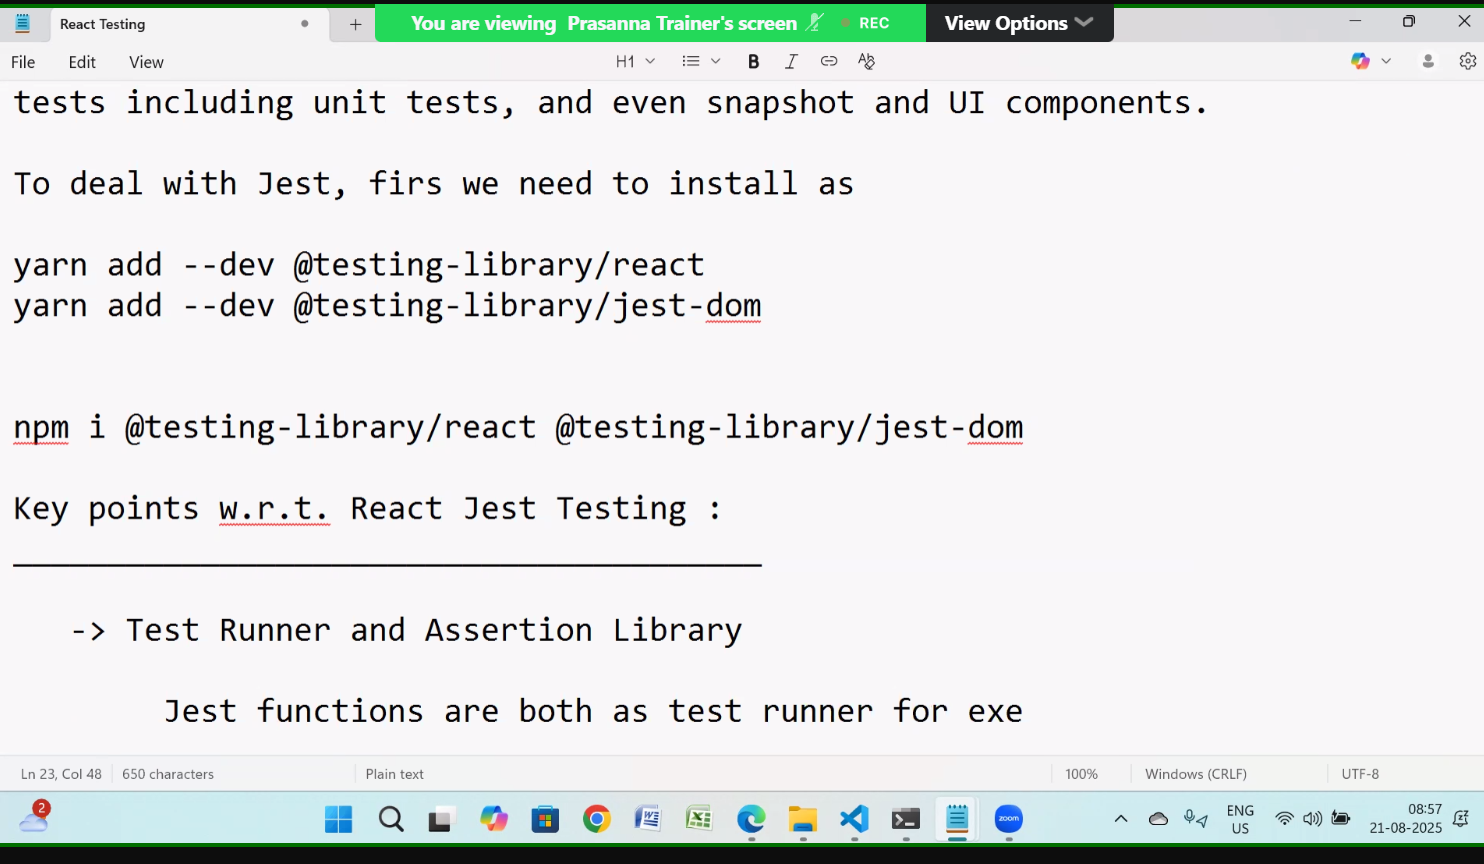 React Testing
You are viewing Prasanna Trainer's screen
REC
View Options
File
Edit
View
H1
B
I
tests including unit tests, and even snapshot and UI components.
To deal with Jest, firs we need to install as
yarn add --dev @testing-library/react
yarn add --dev @testing-library/jest-dom
npm i @testing-library/react @testing-library/jest-dom
Key points w.r.t. React Jest Testing :
-> Test Runner and Assertion Library
Jest functions are both as test runner for exe
Ln 23, Col 48
650 characters
Plain text
100%
Windows (CRLF)
UTF-8
2
zoom
ENG
US
08:57
21-08-2025